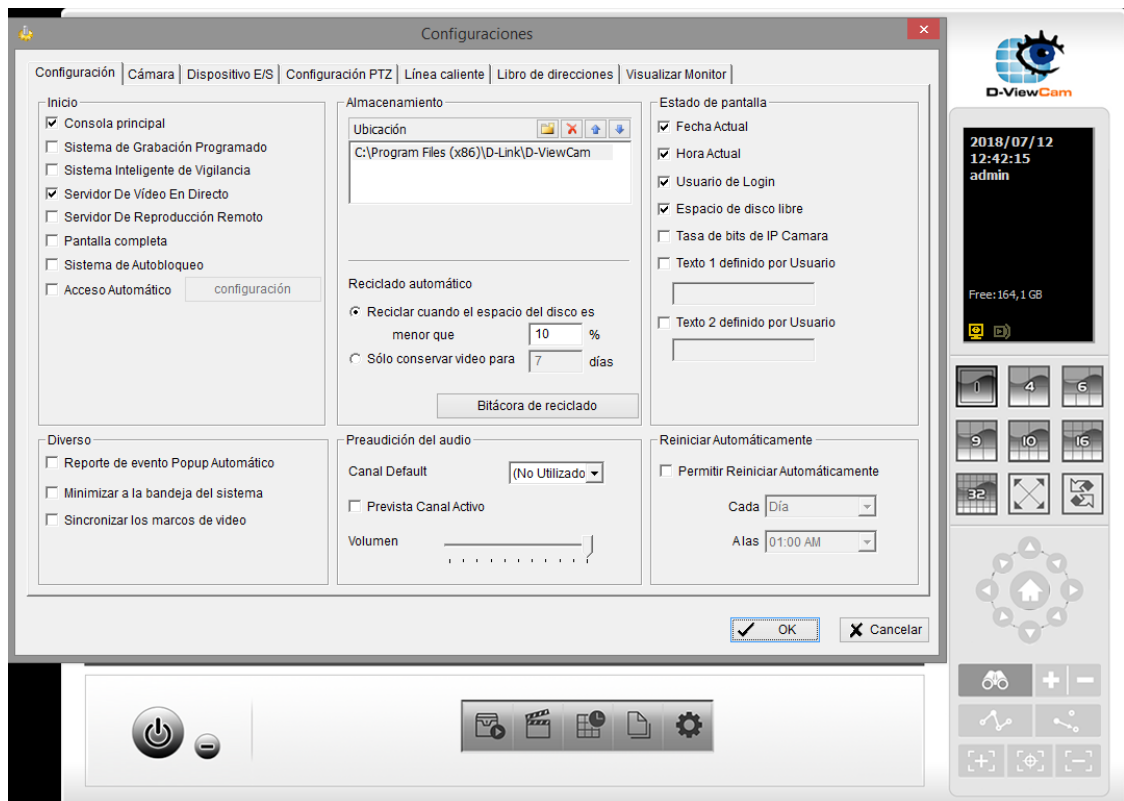 Configuraciones
Configuración Cámara Dispositivo E/S Configuración PTZ Línea caliente Libro de direcciones Visualizar Monitor
Inicio
Consola principal
Sistema de Grabación Programado
Sistema Inteligente de Vigilancia
Servidor De Vídeo En Directo
Servidor De Reproducción Remoto
Pantalla completa
Sistema de Autobloqueo
Acceso Automático configuración
Almacenamiento
Ubicación
C:\Program Files (x86)\D-Link\D-ViewCam
Reciclado automático
Reciclar cuando el espacio del disco es
menor que 10 %
Sólo conservar video para 7 días
Bitácora de reciclado
Estado de pantalla
Fecha Actual
Hora Actual
Usuario de Login
Espacio de disco libre
Tasa de bits de IP Camara
Texto 1 definido por Usuario
Texto 2 definido por Usuario
Diverso
Reporte de evento Popup Automático
Minimizar a la bandeja del sistema
Sincronizar los marcos de video
Preaudición del audio
Canal Default (No Utilizado
Prevista Canal Activo
Volumen
Reiniciar Automáticamente
Permitir Reiniciar Automáticamente
Cada Día
A las 01:00 AM
OK Cancelar
D-ViewCam
2018/07/12
12:42:15
admin
Free:164,1 GB
1 4 6
9 10 16
32